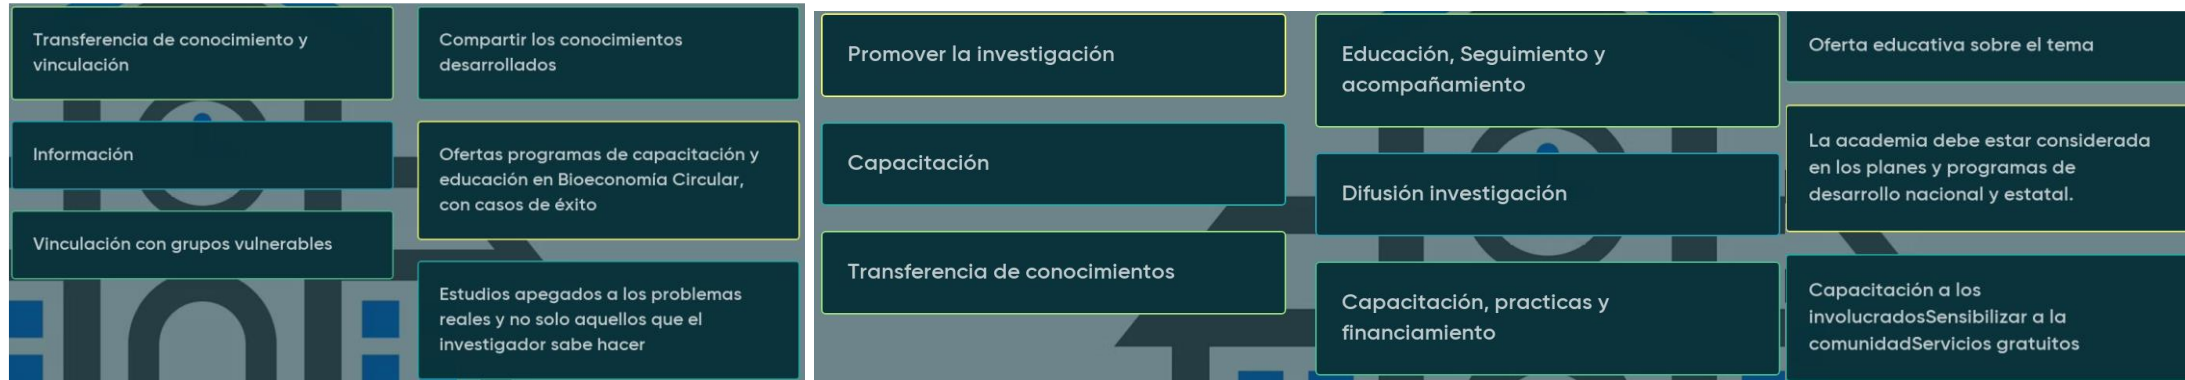 Transferencia de conocimiento y
vinculación
Información
Vinculación con grupos vulnerables
Compartir los conocimientos
desarrollados
Ofertas programas de capacitación y
educación en Bioeconomía Circular,
con casos de éxito
Estudios apegados a los problemas
reales y no solo aquellos que el
investigador sabe hacer
Promover la investigación
Capacitación
Transferencia de conocimientos
Educación, Seguimiento y
acompañamiento
Difusión investigación
Capacitación, practicas y
financiamiento
Oferta educativa sobre el tema
La academia debe estar considerada
en los planes y programas de
desarrollo nacional y estatal.
Capacitación a los
involucradosSensibilizar a la
comunidadServicios gratuitos